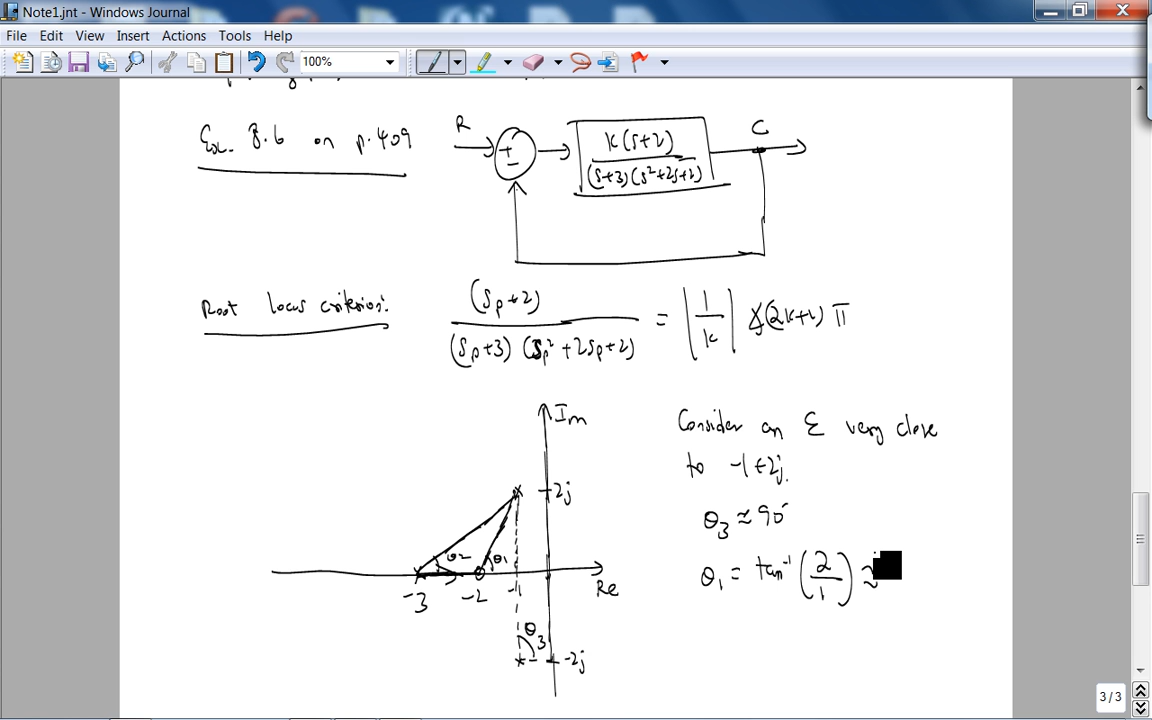 Note1.jnt - Windows Journal
File Edit View Insert Actions Tools Help
100%
Ex. 8.6 on p.409
R
+
-
K(s+2)
(s+3)(s²+2s+2)
C
Root locus criterion:
(Sp+2)
(Sp+3) (Sp²+2Sp+2)
= |1/K| ∡(2K+1) π
Im
2j
θ2
θ1
-3
-2
-1
Re
θ3
-2j
Consider an ε very close
to -1+2j.
θ3 ≈ 90°
θ1 = tan⁻¹ (2/1) ≈
3/3